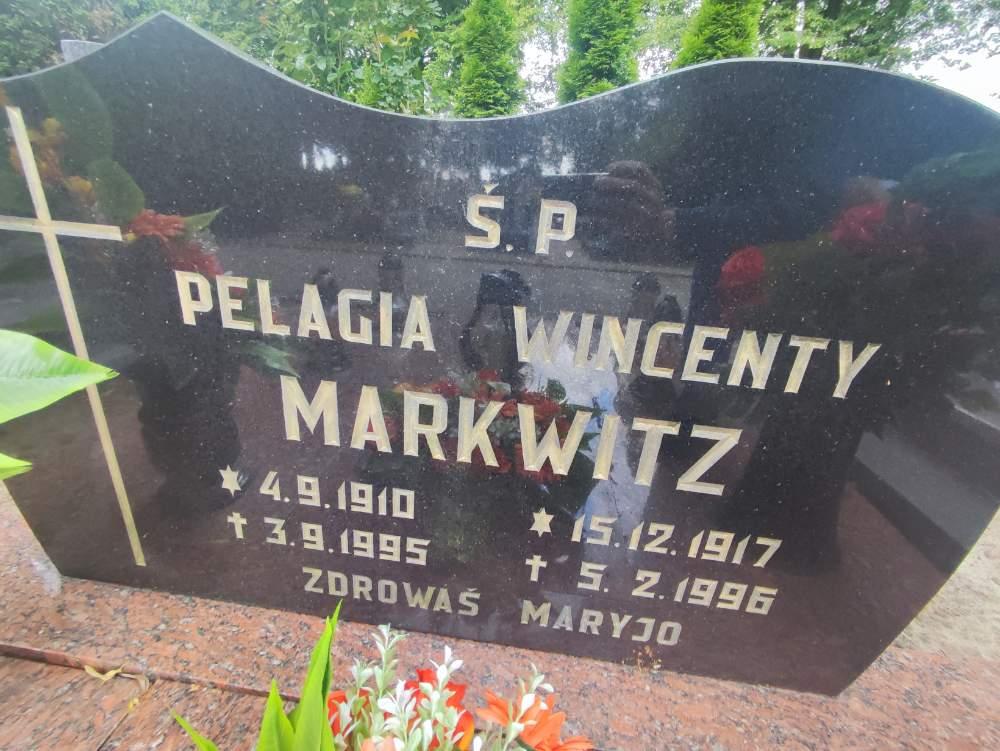 Ś. P.
PELAGIA WINCENTY
MARKWITZ
✶ 4.9.1910 ✶ 15.12.1917
✝ 3.9.1995 ✝ 5.2.1996
ZDROWAŚ MARYJO